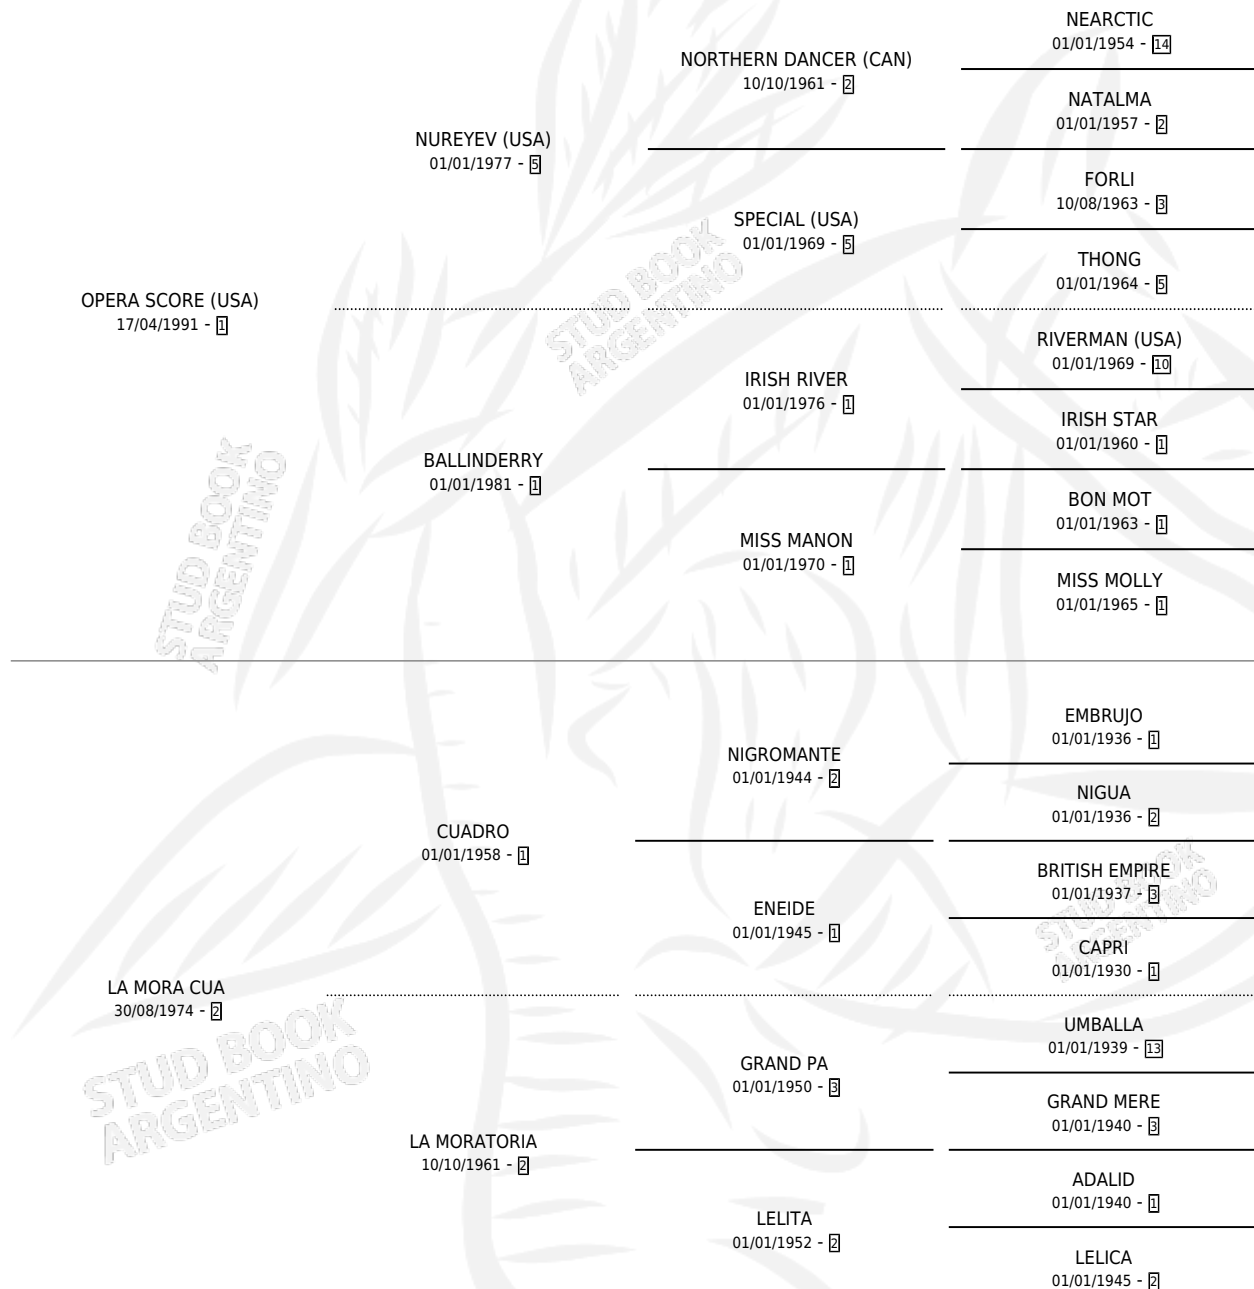 OPERA SCORE (USA)
17/04/1991 - 1
NUREYEV (USA)
01/01/1977 - 5
BALLINDERRY
01/01/1981 - 1
NORTHERN DANCER (CAN)
10/10/1961 - 2
SPECIAL (USA)
01/01/1969 - 5
IRISH RIVER
01/01/1976 - 1
MISS MANON
01/01/1970 - 1
NEARCTIC
01/01/1954 - 14
NATALMA
01/01/1957 - 2
FORLI
10/08/1963 - 3
THONG
01/01/1964 - 5
RIVERMAN (USA)
01/01/1969 - 10
IRISH STAR
01/01/1960 - 1
BON MOT
01/01/1963 - 1
MISS MOLLY
01/01/1965 - 1
LA MORA CUA
30/08/1974 - 2
CUADRO
01/01/1958 - 1
LA MORATORIA
10/10/1961 - 2
NIGROMANTE
01/01/1944 - 2
ENEIDE
01/01/1945 - 1
GRAND PA
01/01/1950 - 3
LELITA
01/01/1952 - 2
EMBRUJO
01/01/1936 - 1
NIGUA
01/01/1936 - 2
BRITISH EMPIRE
01/01/1937 - 3
CAPRI
01/01/1930 - 1
UMBALLA
01/01/1939 - 13
GRAND MERE
01/01/1940 - 3
ADALID
01/01/1940 - 1
LELICA
01/01/1945 - 2
STUD BOOK
ARGENTINO
STUD BOOK
ARGENTINO
STUD BOOK
ARGENTINO
STUD BOOK
ARGENTINO